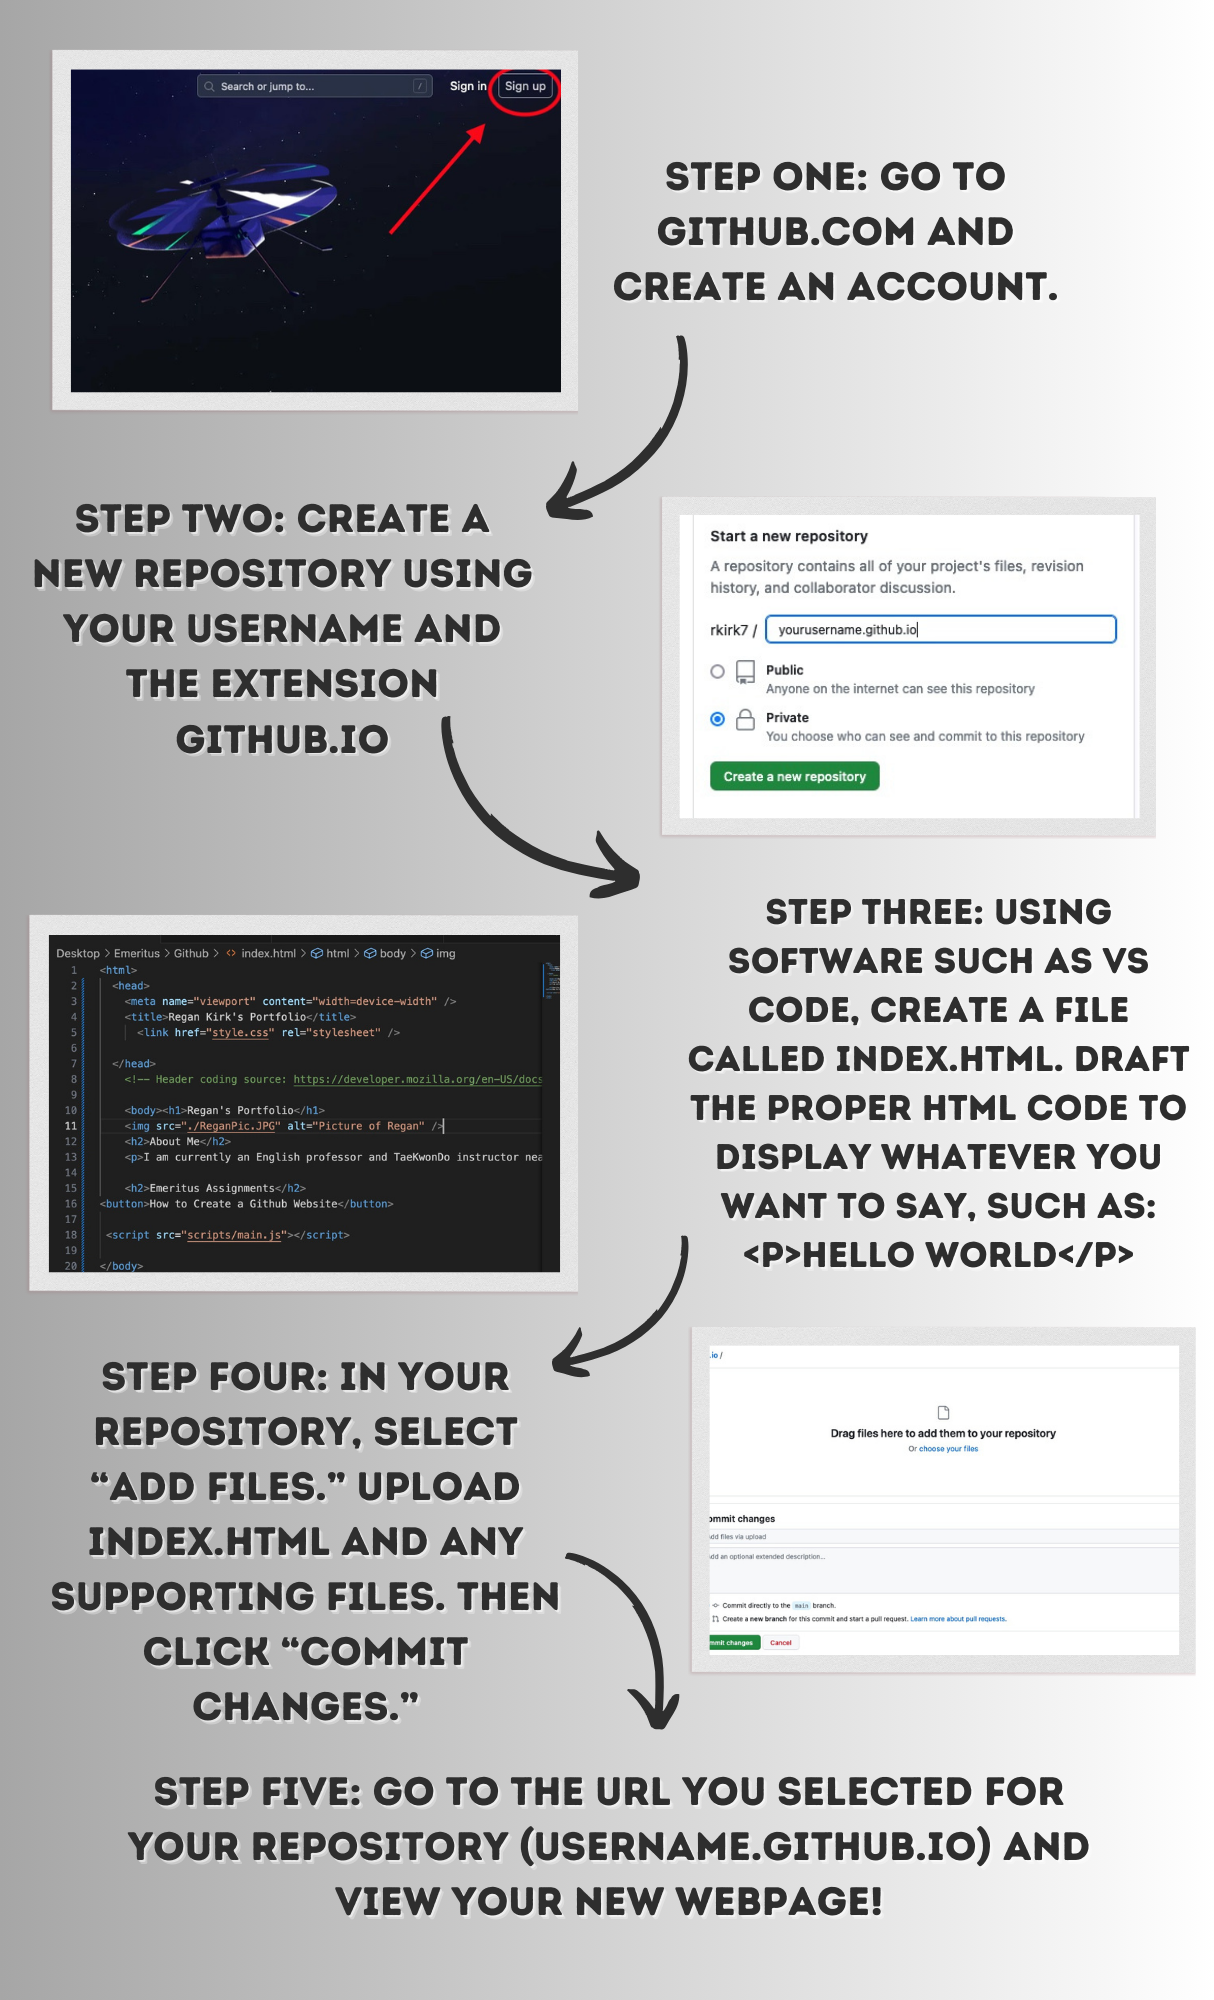 Search or jump to...
/
Sign in
Sign up
STEP ONE: GO TO
GITHUB.COM AND
CREATE AN ACCOUNT.
STEP TWO: CREATE A
NEW REPOSITORY USING
YOUR USERNAME AND
THE EXTENSION
GITHUB.IO
Start a new repository
A repository contains all of your project's files, revision
history, and collaborator discussion.
rkirk7 / yourusername.github.io
Public
Anyone on the internet can see this repository
Private
You choose who can see and commit to this repository
Create a new repository
STEP THREE: USING
SOFTWARE SUCH AS VS
CODE, CREATE A FILE
CALLED INDEX.HTML. DRAFT
THE PROPER HTML CODE TO
DISPLAY WHATEVER YOU
WANT TO SAY, SUCH AS:
<P>HELLO WORLD</P>
Desktop > Emeritus > Github > <> index.html > html > body > img
1 <html>
2 <head>
3 <meta name="viewport" content="width=device-width" />
4 <title>Regan Kirk's Portfolio</title>
5 <link href="style.css" rel="stylesheet" />
6
7 </head>
8 <!-- Header coding source: https://developer.mozilla.org/en-US/docs
9
10 <body><h1>Regan's Portfolio</h1>
11 <img src="./ReganPic.JPG" alt="Picture of Regan" />
12 <h2>About Me</h2>
13 <p>I am currently an English professor and TaeKwonDo instructor nea
14
15 <h2>Emeritus Assignments</h2>
16 <button>How to Create a Github Website</button>
17
18 <script src="scripts/main.js"></script>
19
20 </body>
STEP FOUR: IN YOUR
REPOSITORY, SELECT
“ADD FILES.” UPLOAD
INDEX.HTML AND ANY
SUPPORTING FILES. THEN
CLICK “COMMIT
CHANGES.”
.io /
Drag files here to add them to your repository
Or choose your files
ommit changes
dd files via upload
dd an optional extended description...
Commit directly to the main branch.
Create a new branch for this commit and start a pull request. Learn more about pull requests.
mmit changes
Cancel
STEP FIVE: GO TO THE URL YOU SELECTED FOR
YOUR REPOSITORY (USERNAME.GITHUB.IO) AND
VIEW YOUR NEW WEBPAGE!